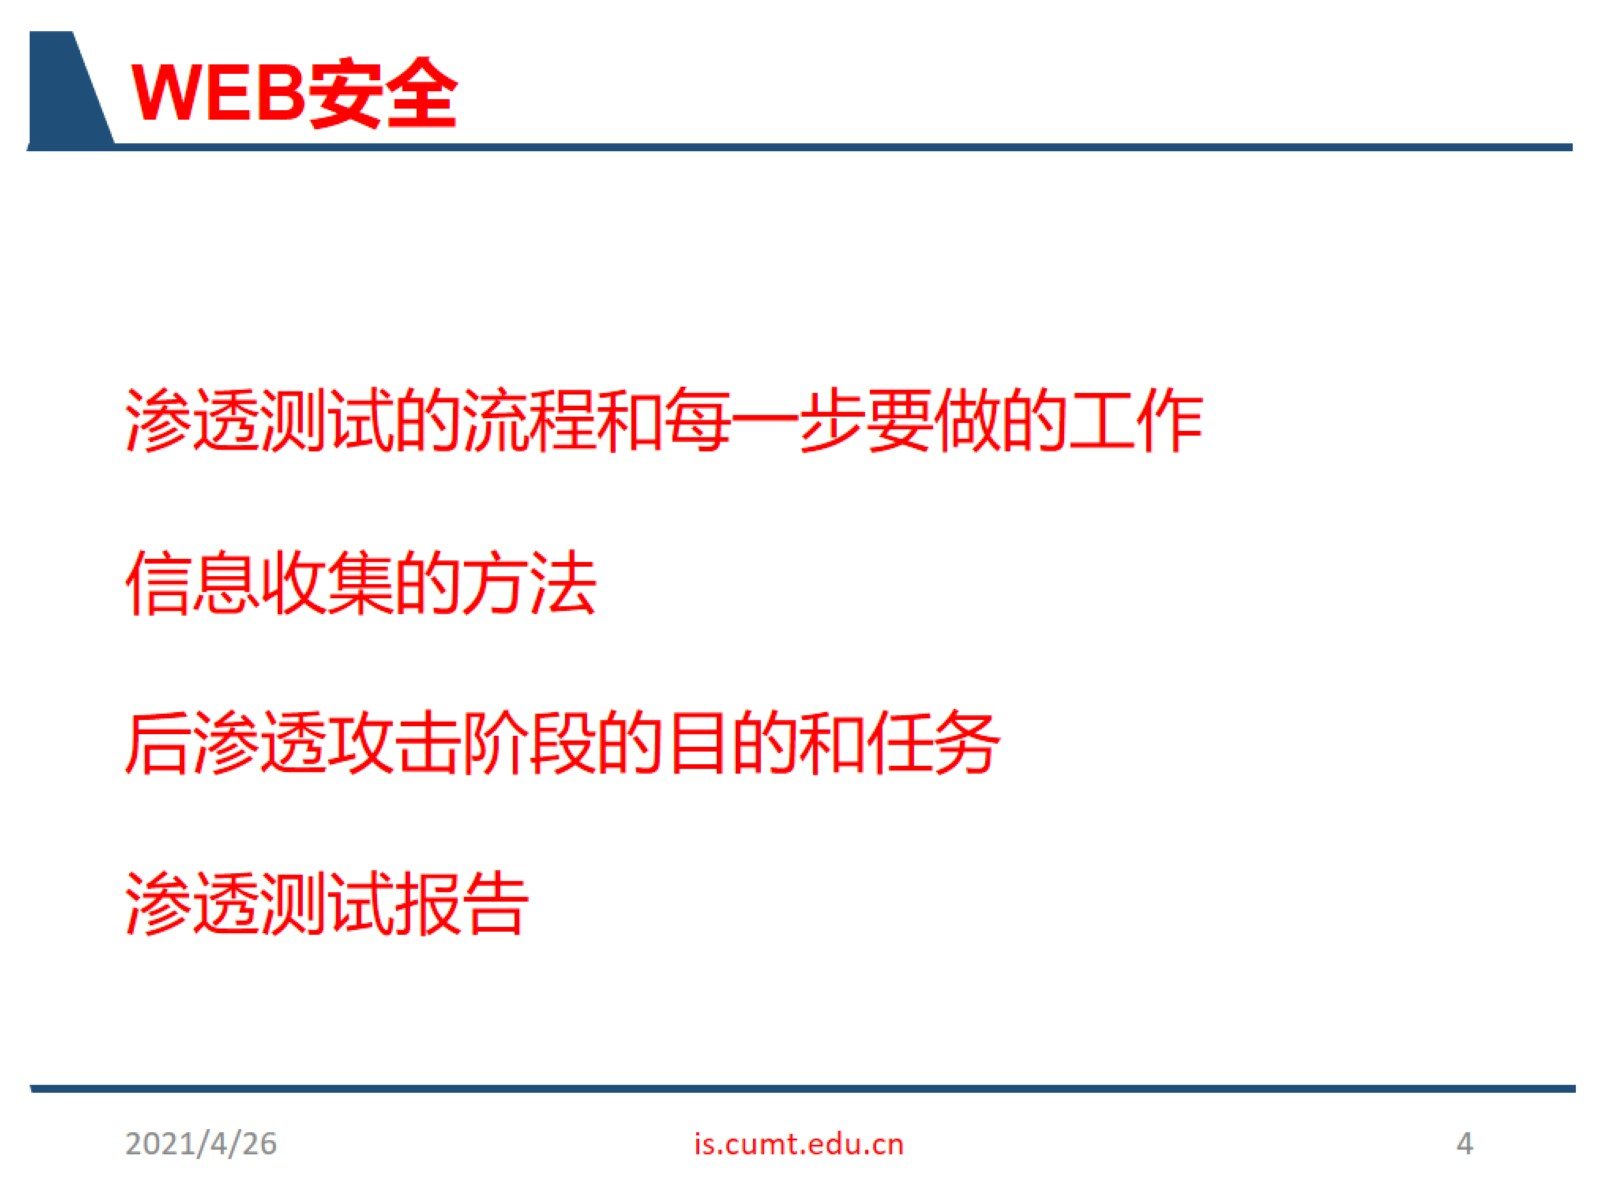 WEB安全
渗透测试的流程和每一步要做的工作
信息收集的方法
后渗透攻击阶段的目的和任务
渗透测试报告
2021/4/26
is.cumt.edu.cn
4